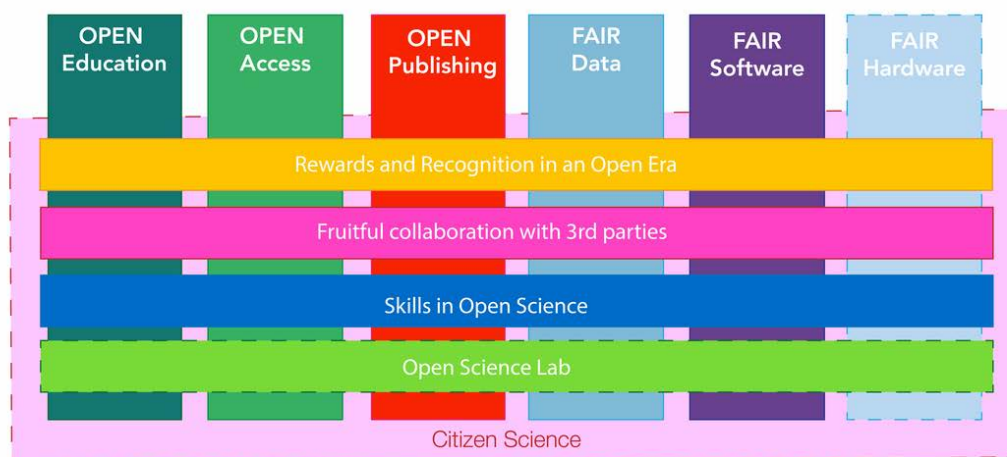 OPEN
Education
OPEN
Access
OPEN
Publishing
FAIR
Data
FAIR
Software
FAIR
Hardware
Rewards and Recognition in an Open Era
Fruitful collaboration with 3rd parties
Skills in Open Science
Open Science Lab
Citizen Science